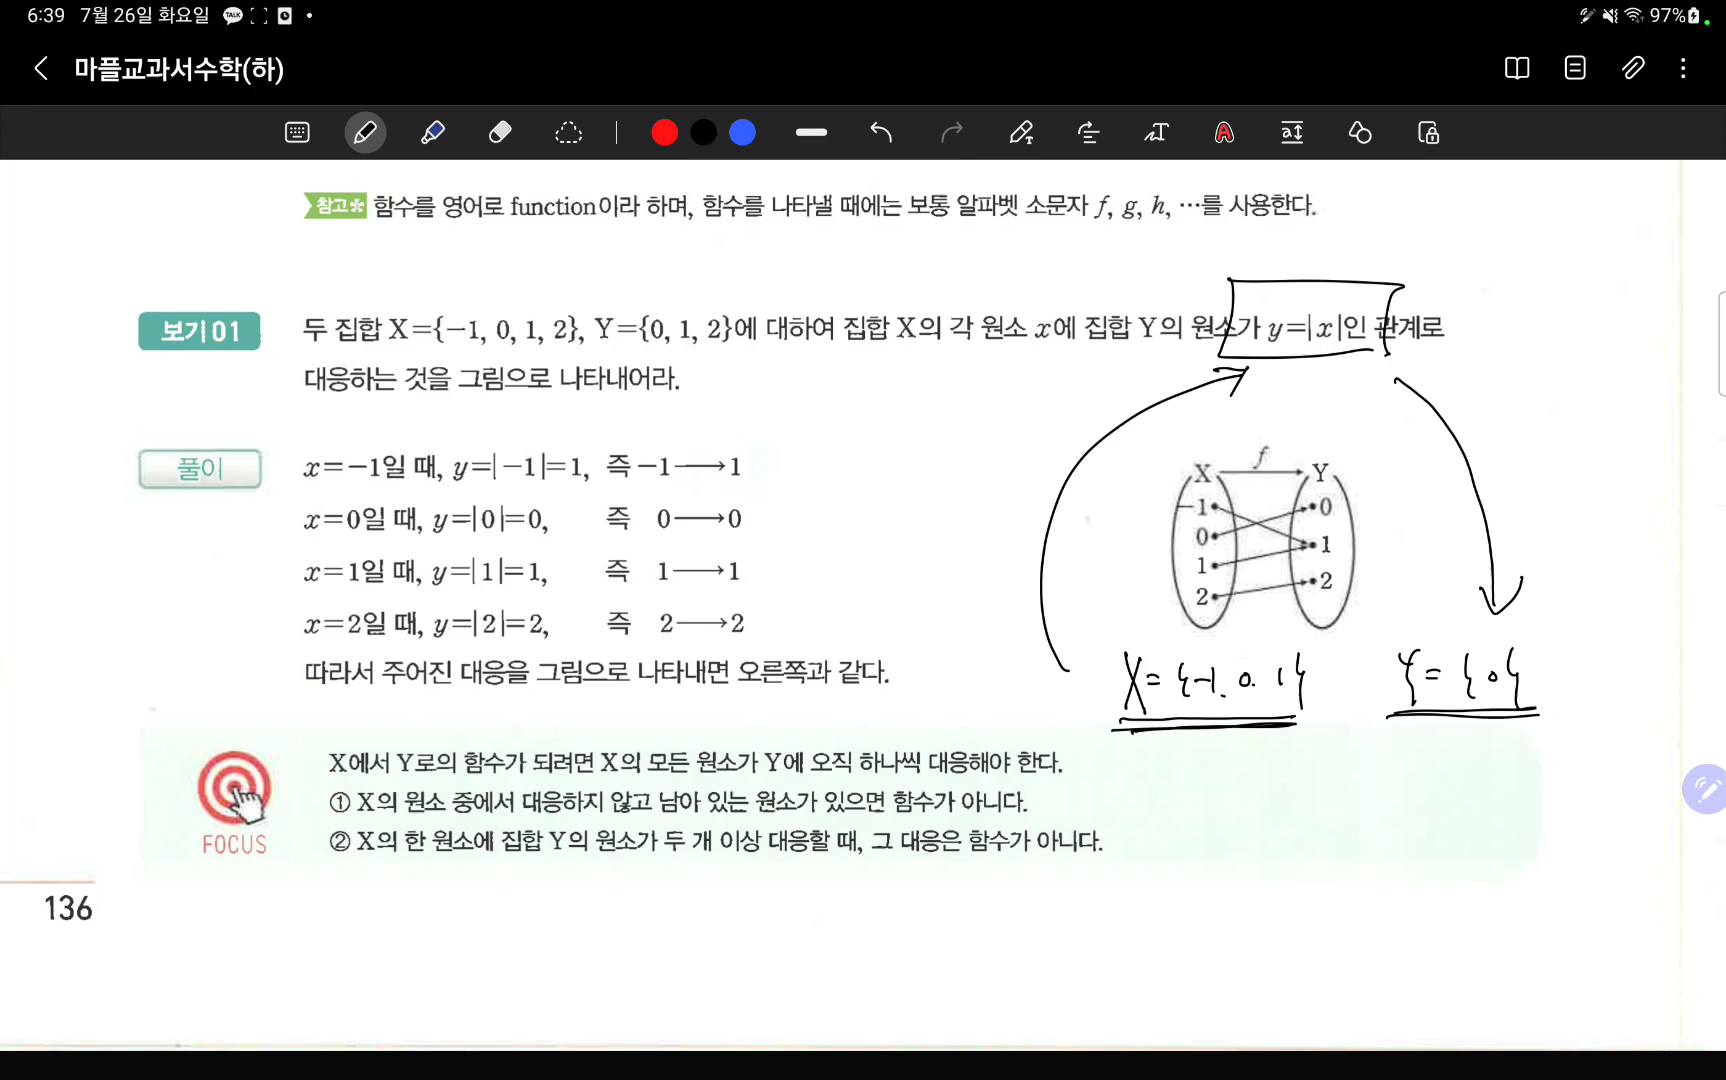 6:39 7월 26일 화요일 TALK 97%
마플교과서수학(하)
참고 함수를 영어로 function이라 하며, 함수를 나타낼 때에는 보통 알파벳 소문자 f, g, h, …를 사용한다.
보기 01 두 집합 X={−1, 0, 1, 2}, Y={0, 1, 2}에 대하여 집합 X의 각 원소 x에 집합 Y의 원소가 y=|x|인 관계로
대응하는 것을 그림으로 나타내어라.
풀이 x=−1일 때, y=|−1|=1, 즉 −1→1
x=0일 때, y=|0|=0, 즉 0→0
x=1일 때, y=|1|=1, 즉 1→1
x=2일 때, y=|2|=2, 즉 2→2
따라서 주어진 대응을 그림으로 나타내면 오른쪽과 같다.
f
X Y
−1 0
0 1
1 2
2
X = {-1. 0. 1} Y = {0}
X에서 Y로의 함수가 되려면 X의 모든 원소가 Y에 오직 하나씩 대응해야 한다.
① X의 원소 중에서 대응하지 않고 남아 있는 원소가 있으면 함수가 아니다.
② X의 한 원소에 집합 Y의 원소가 두 개 이상 대응할 때, 그 대응은 함수가 아니다.
FOCUS
136